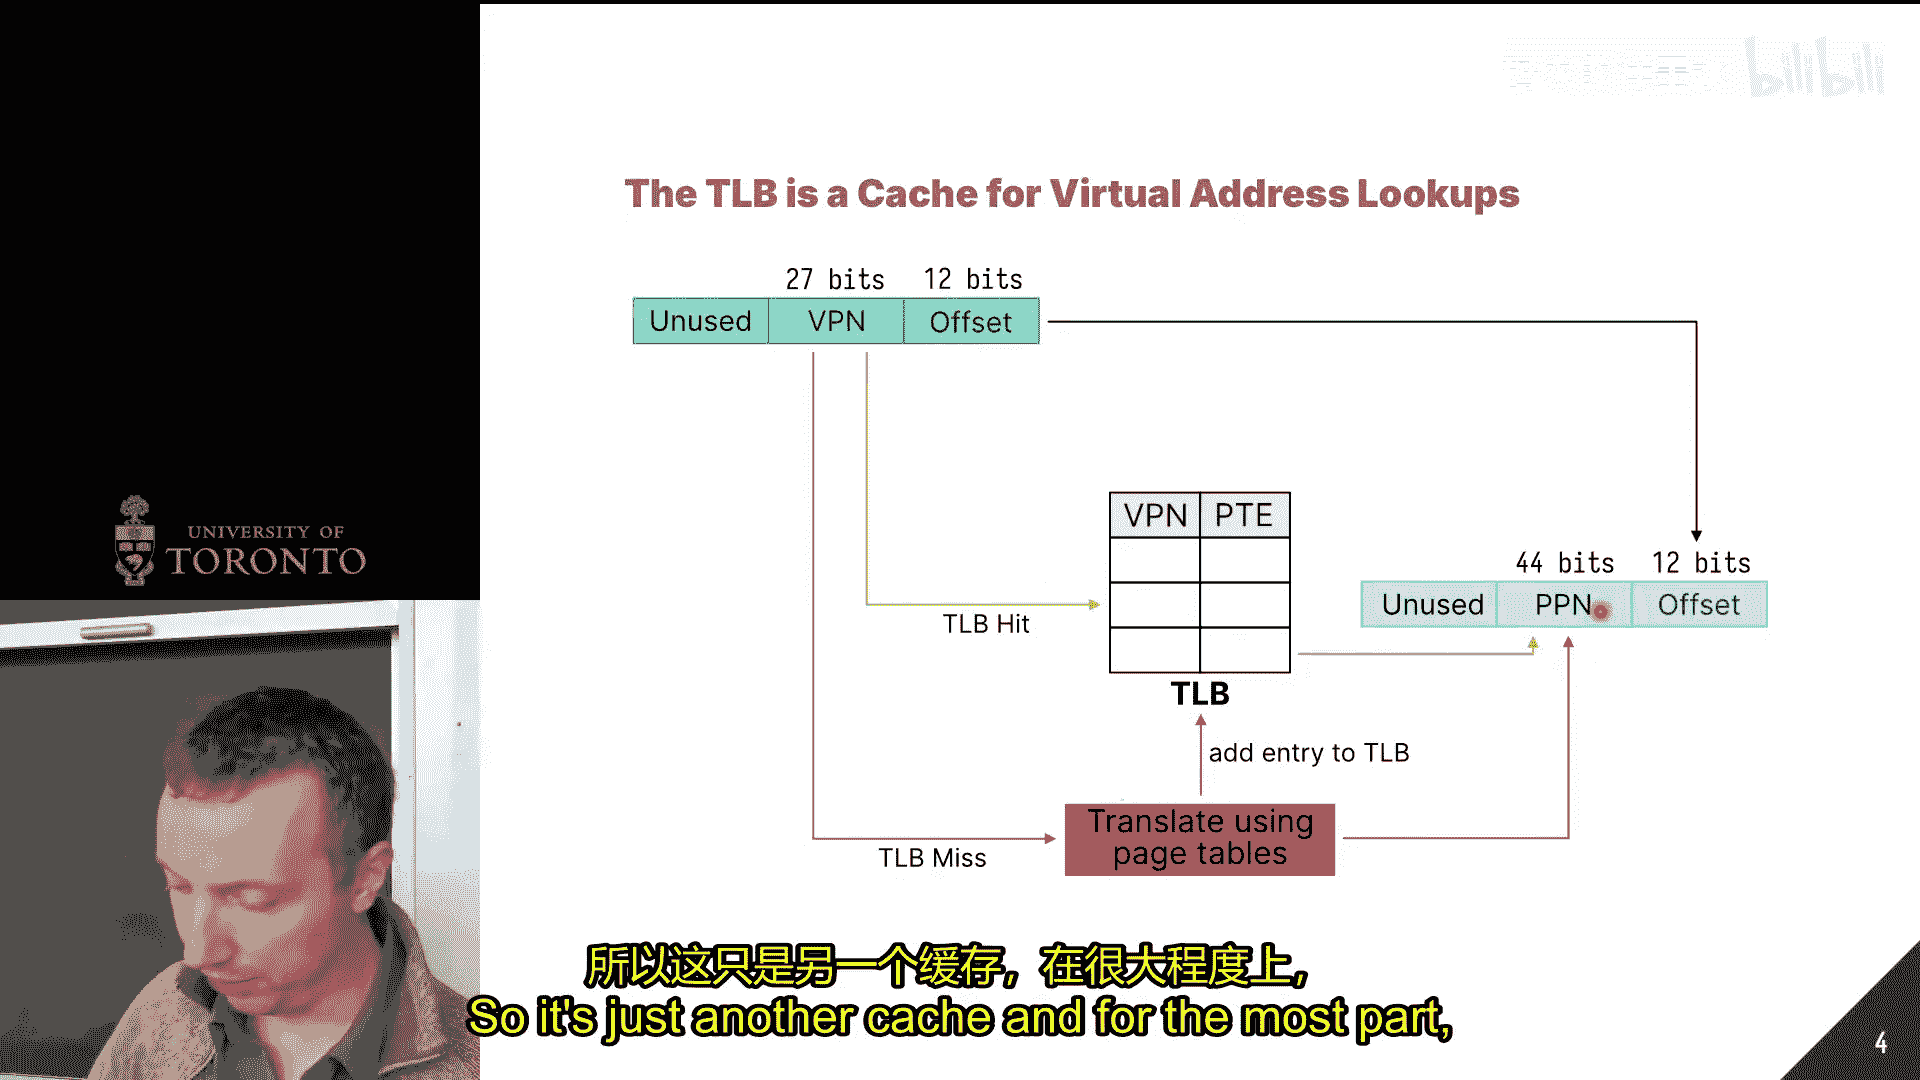 bilibili
The TLB is a Cache for Virtual Address Lookups
27 bits 12 bits
Unused VPN Offset
VPN PTE
44 bits 12 bits
Unused PPN Offset
TLB Hit
TLB
add entry to TLB
Translate using
page tables
TLB Miss
UNIVERSITY OF
TORONTO
所以这只是另一个缓存，在很大程度上，
So it's just another cache and for the most part,
4